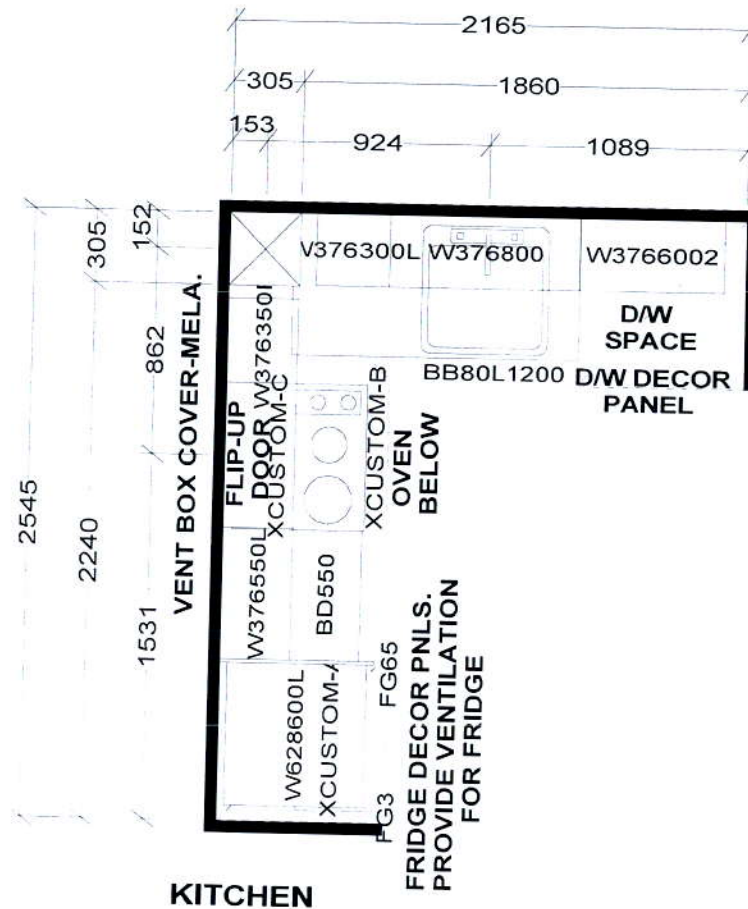 2165
305
1860
153
924
1089
152
305
862
2545
2240
1531
VENT BOX COVER-MELA.
W376300L
W376800
W3766002
D/W
SPACE
D/W DECOR
PANEL
BB80L1200
W376350
FLIP-UP
DOOR
XCUSTOM-C
XCUSTOM-B
OVEN
BELOW
W376550L
BD550
W628600L
XCUSTOM-A
FG65
FG3
FRIDGE DECOR PNLS.
PROVIDE VENTILATION
FOR FRIDGE
KITCHEN